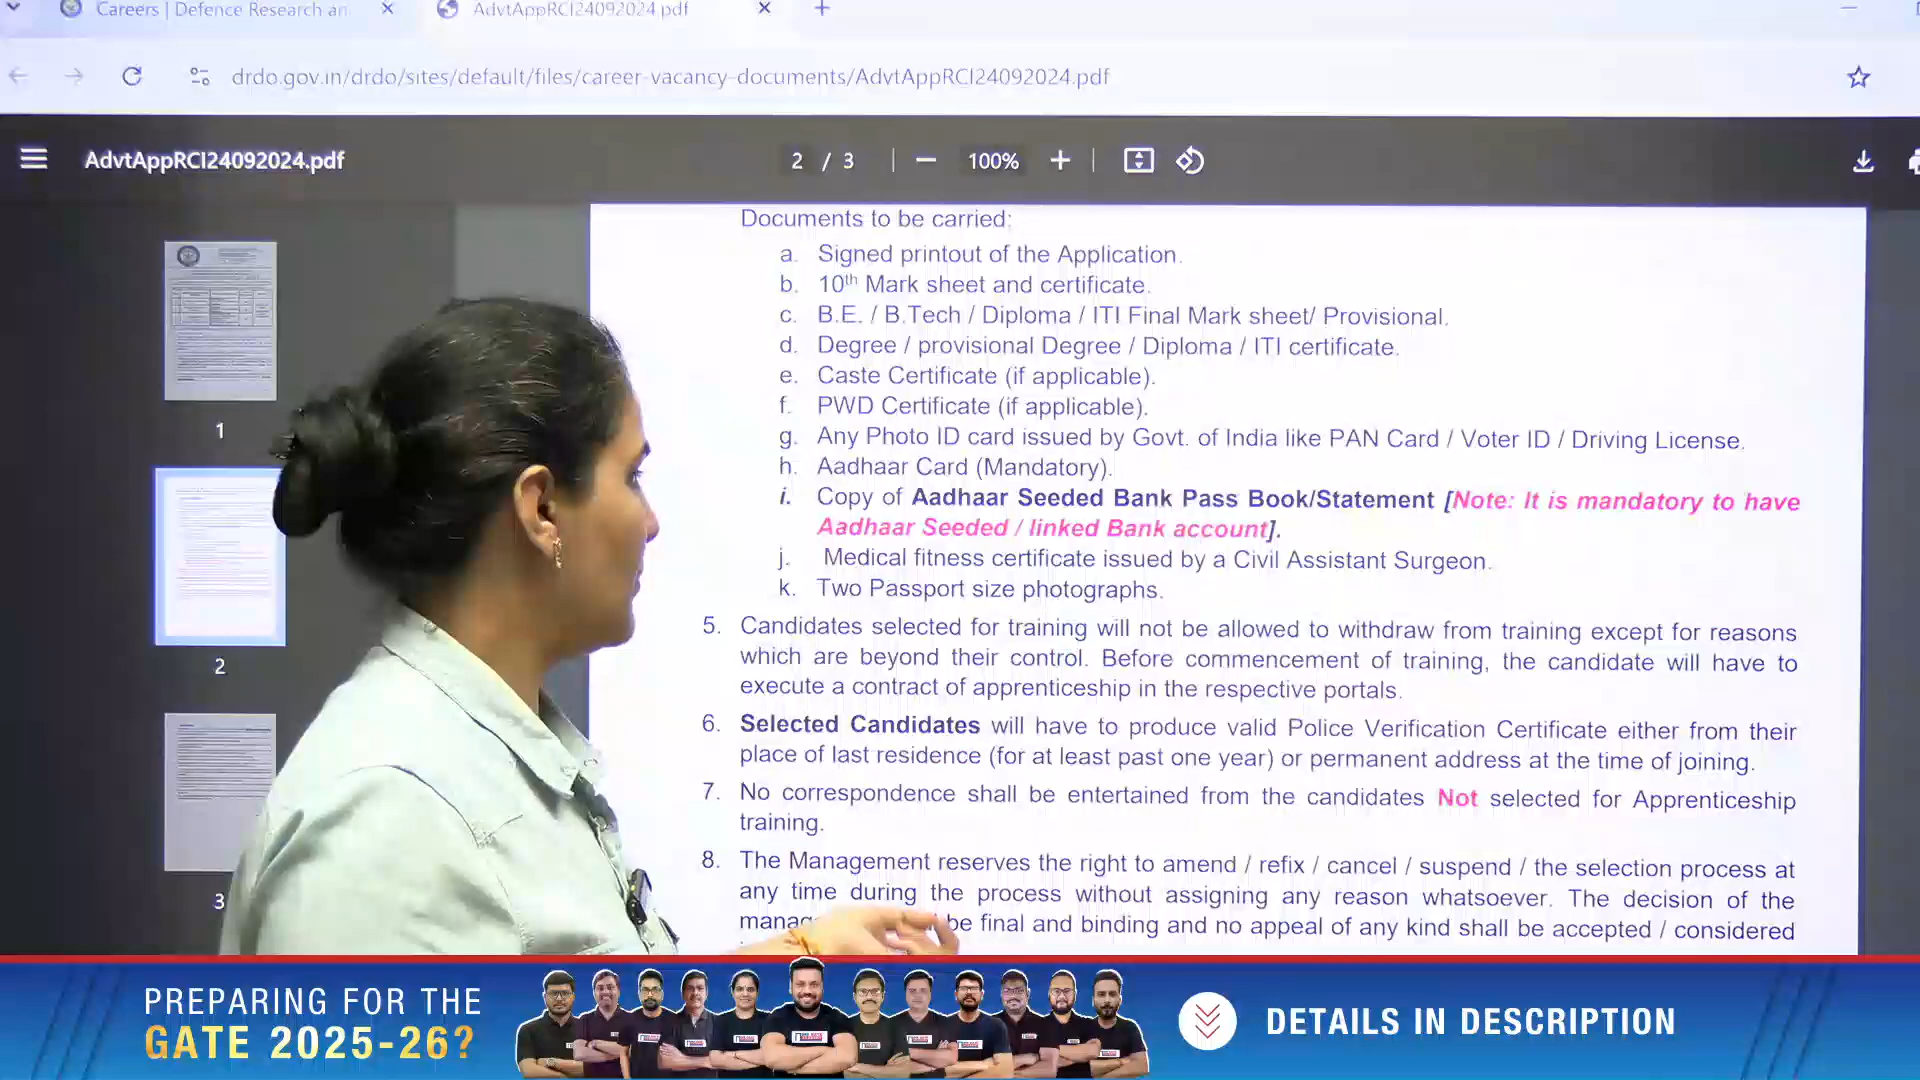 Careers | Defence Research an
AdvtAppRCI24092024.pdf
drdo.gov.in/drdo/sites/default/files/career-vacancy-documents/AdvtAppRCI24092024.pdf
AdvtAppRCI24092024.pdf
2 / 3
100%
1
2
3
Documents to be carried;
a. Signed printout of the Application.
b. 10th Mark sheet and certificate.
c. B.E. / B.Tech / Diploma / ITI Final Mark sheet/ Provisional.
d. Degree / provisional Degree / Diploma / ITI certificate.
e. Caste Certificate (if applicable).
f. PWD Certificate (if applicable).
g. Any Photo ID card issued by Govt. of India like PAN Card / Voter ID / Driving License.
h. Aadhaar Card (Mandatory).
i. Copy of Aadhaar Seeded Bank Pass Book/Statement [Note: It is mandatory to have
Aadhaar Seeded / linked Bank account].
j. Medical fitness certificate issued by a Civil Assistant Surgeon.
k. Two Passport size photographs.
5. Candidates selected for training will not be allowed to withdraw from training except for reasons
which are beyond their control. Before commencement of training, the candidate will have to
execute a contract of apprenticeship in the respective portals.
6. Selected Candidates will have to produce valid Police Verification Certificate either from their
place of last residence (for at least past one year) or permanent address at the time of joining.
7. No correspondence shall be entertained from the candidates Not selected for Apprenticeship
training.
8. The Management reserves the right to amend / refix / cancel / suspend / the selection process at
any time during the process without assigning any reason whatsoever. The decision of the
be final and binding and no appeal of any kind shall be accepted / considered
PREPARING FOR THE
GATE 2025-26?
DETAILS IN DESCRIPTION